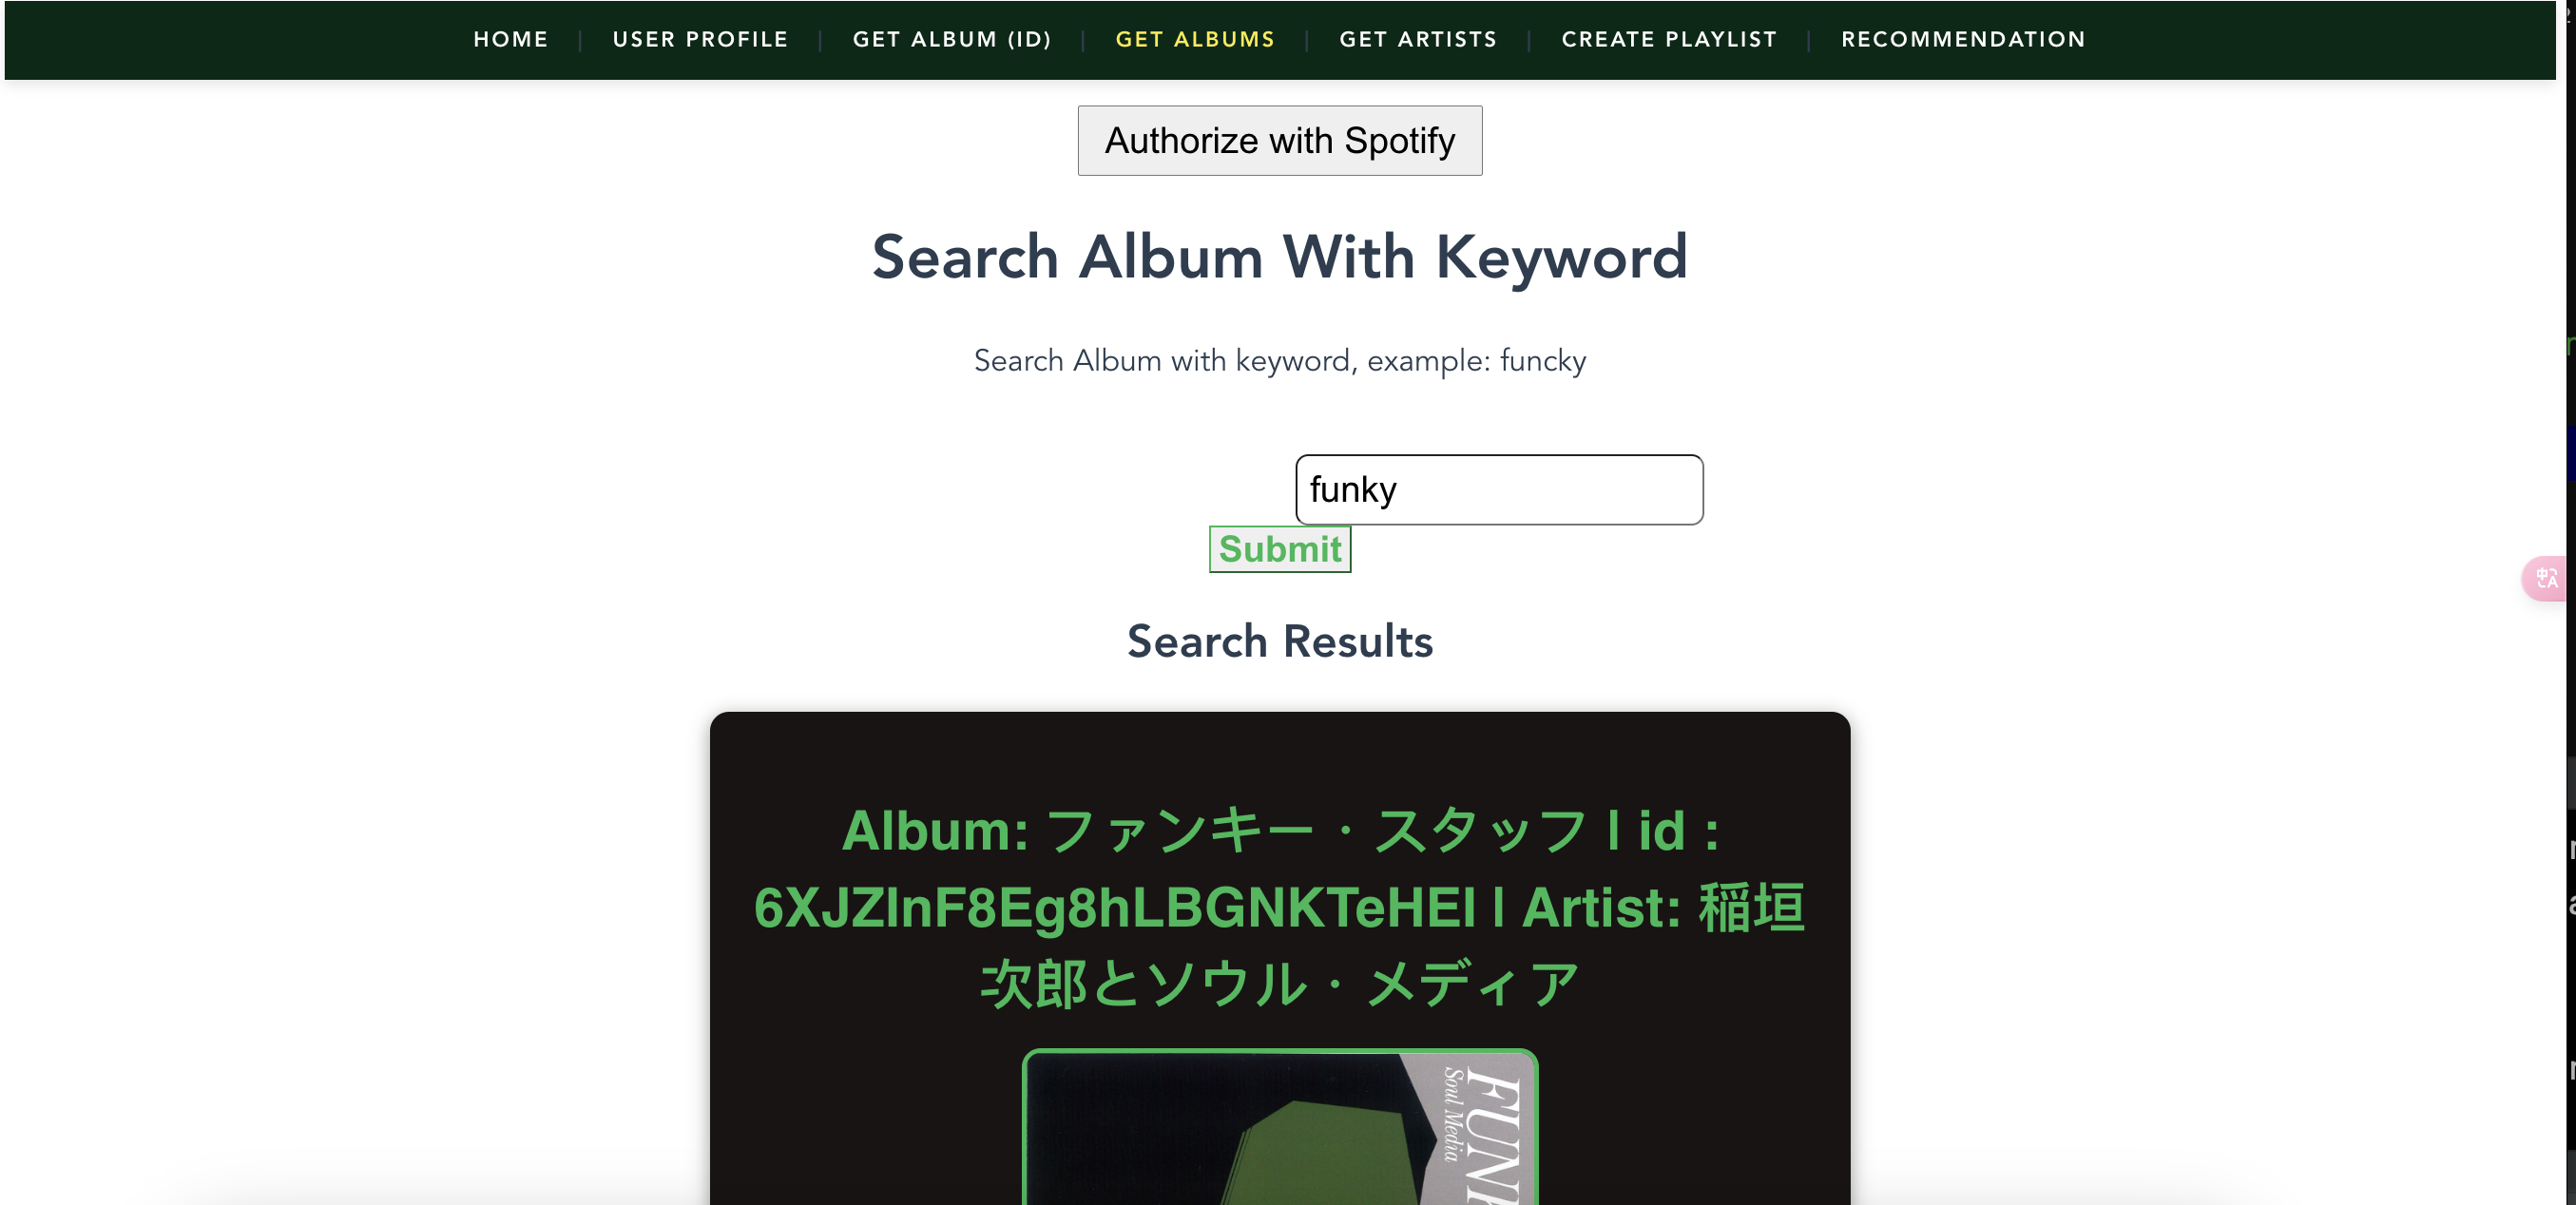 HOME | USER PROFILE | GET ALBUM (ID) | GET ALBUMS | GET ARTISTS | CREATE PLAYLIST | RECOMMENDATION
Authorize with Spotify
Search Album With Keyword
Search Album with keyword, example: funcky
funky
Submit
Search Results
Album: ファンキー・スタッフ | id :
6XJZInF8Eg8hLBGNKTeHEI | Artist: 稲垣
次郎とソウル・メディア
Soul Media